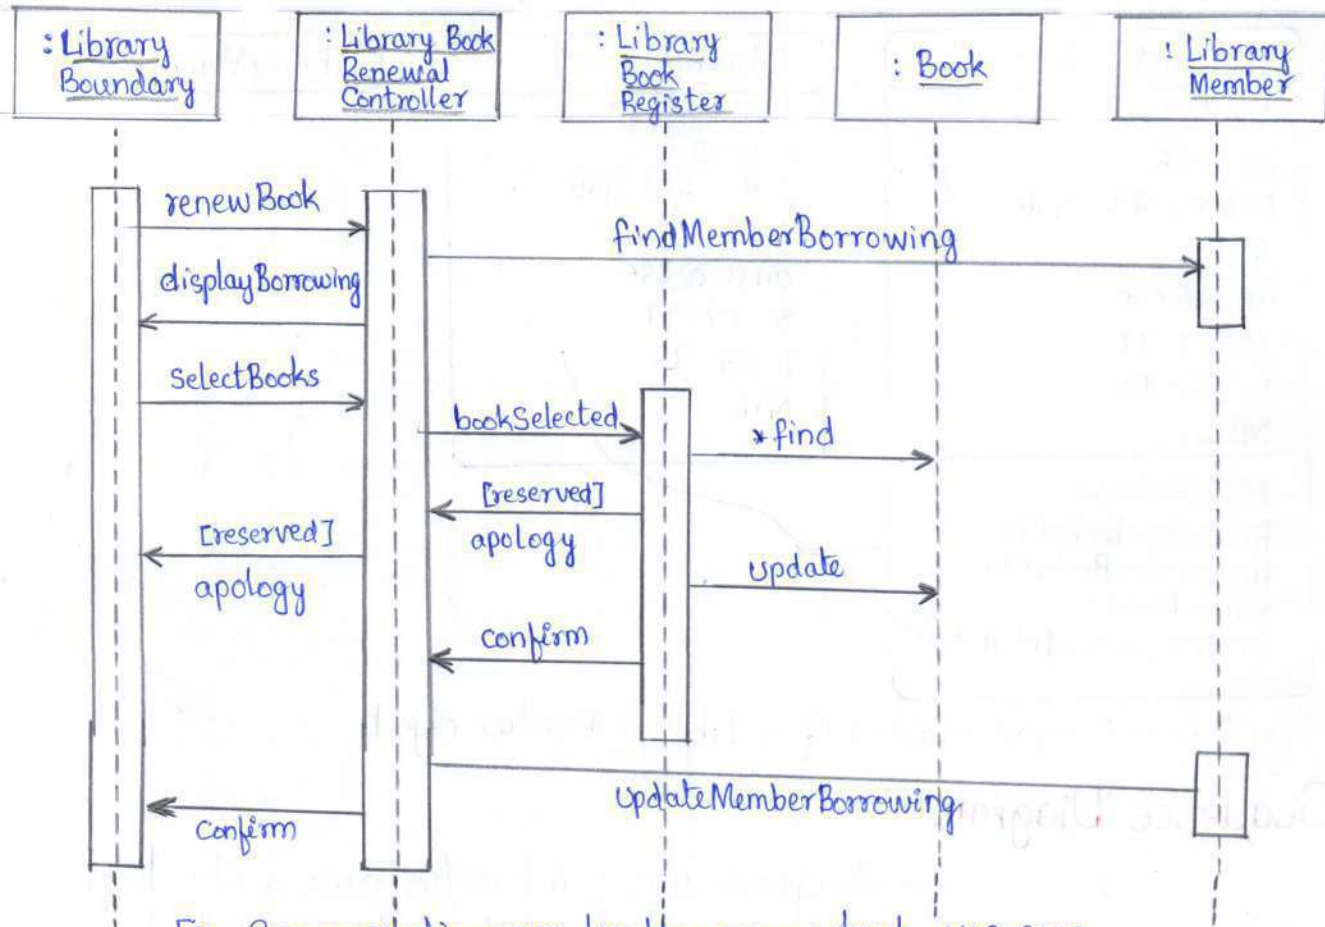 : Library
Boundary
: Library Book
Renewal
Controller
: Library
Book
Register
: Book
: Library
Member
renewBook
findMemberBorrowing
displayBorrowing
selectBooks
bookSelected
*find
[reserved]
apology
[reserved]
apology
update
confirm
updateMemberBorrowing
confirm